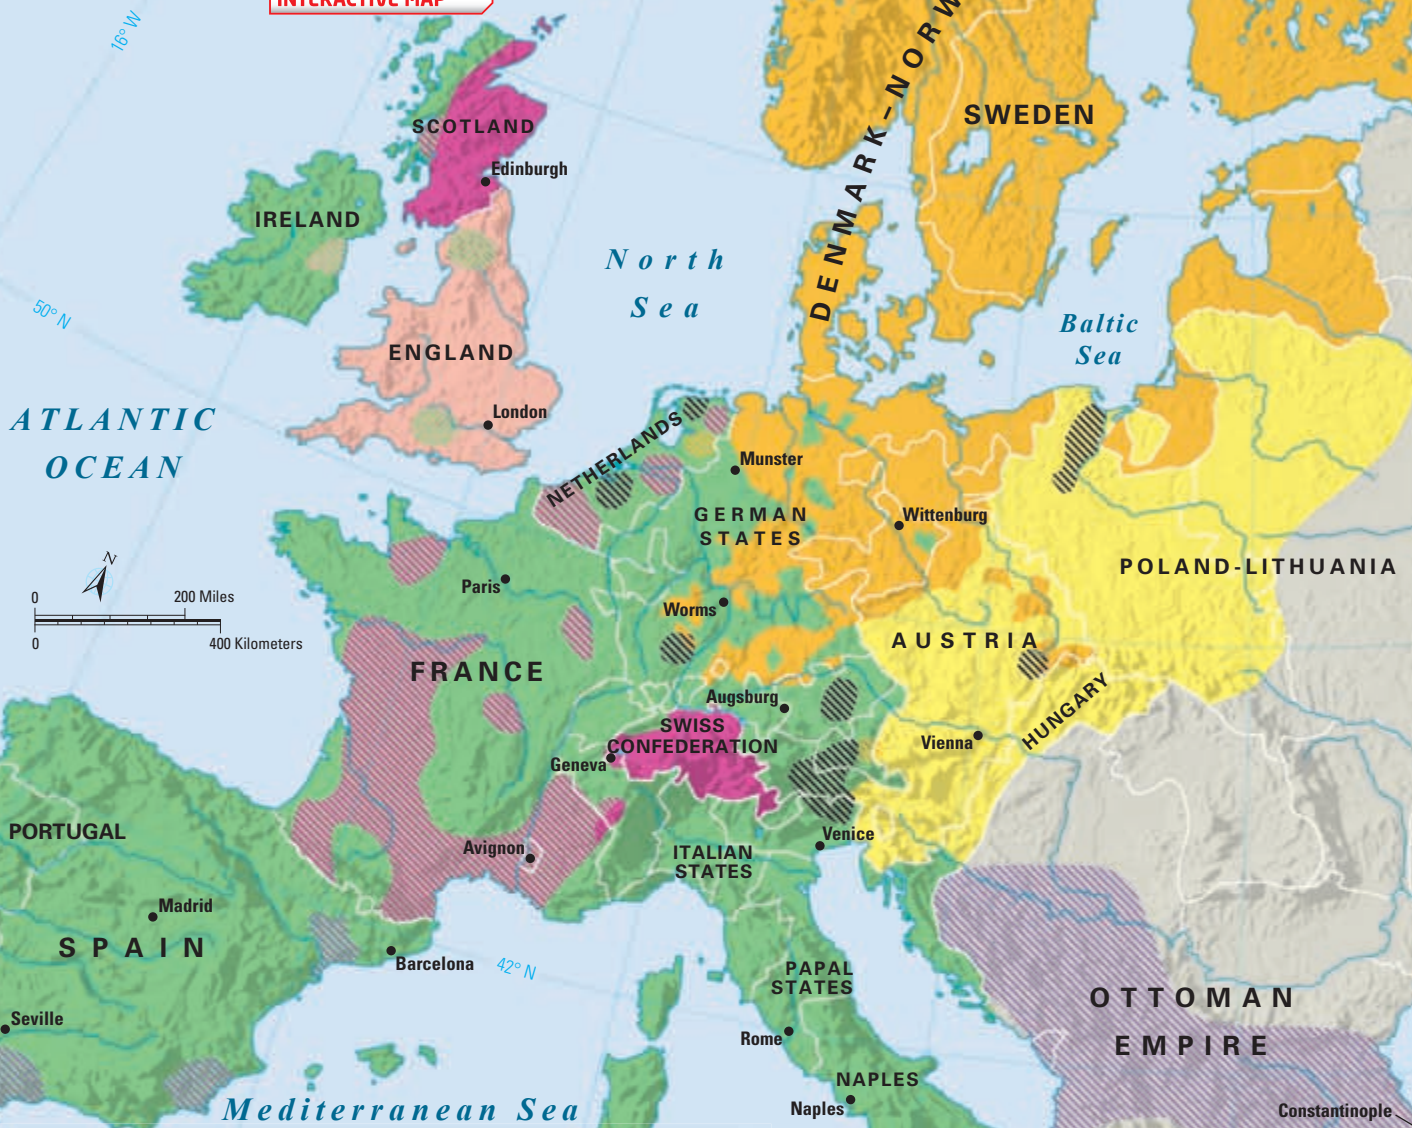 INTERACTIVE MAP
16° W
DENMARK–NORW
SWEDEN
SCOTLAND
Edinburgh
IRELAND
North
Sea
50° N
Baltic
Sea
ENGLAND
London
ATLANTIC
OCEAN
NETHERLANDS
Munster
GERMAN
STATES
Wittenburg
N
POLAND-LITHUANIA
Paris
0
200 Miles
0
400 Kilometers
Worms
AUSTRIA
FRANCE
Augsburg
HUNGARY
SWISS
CONFEDERATION
Vienna
Geneva
PORTUGAL
Venice
Avignon
ITALIAN
STATES
Madrid
SPAIN
Barcelona
42° N
PAPAL
STATES
OTTOMAN
EMPIRE
Seville
Rome
NAPLES
Naples
Mediterranean Sea
Constantinople